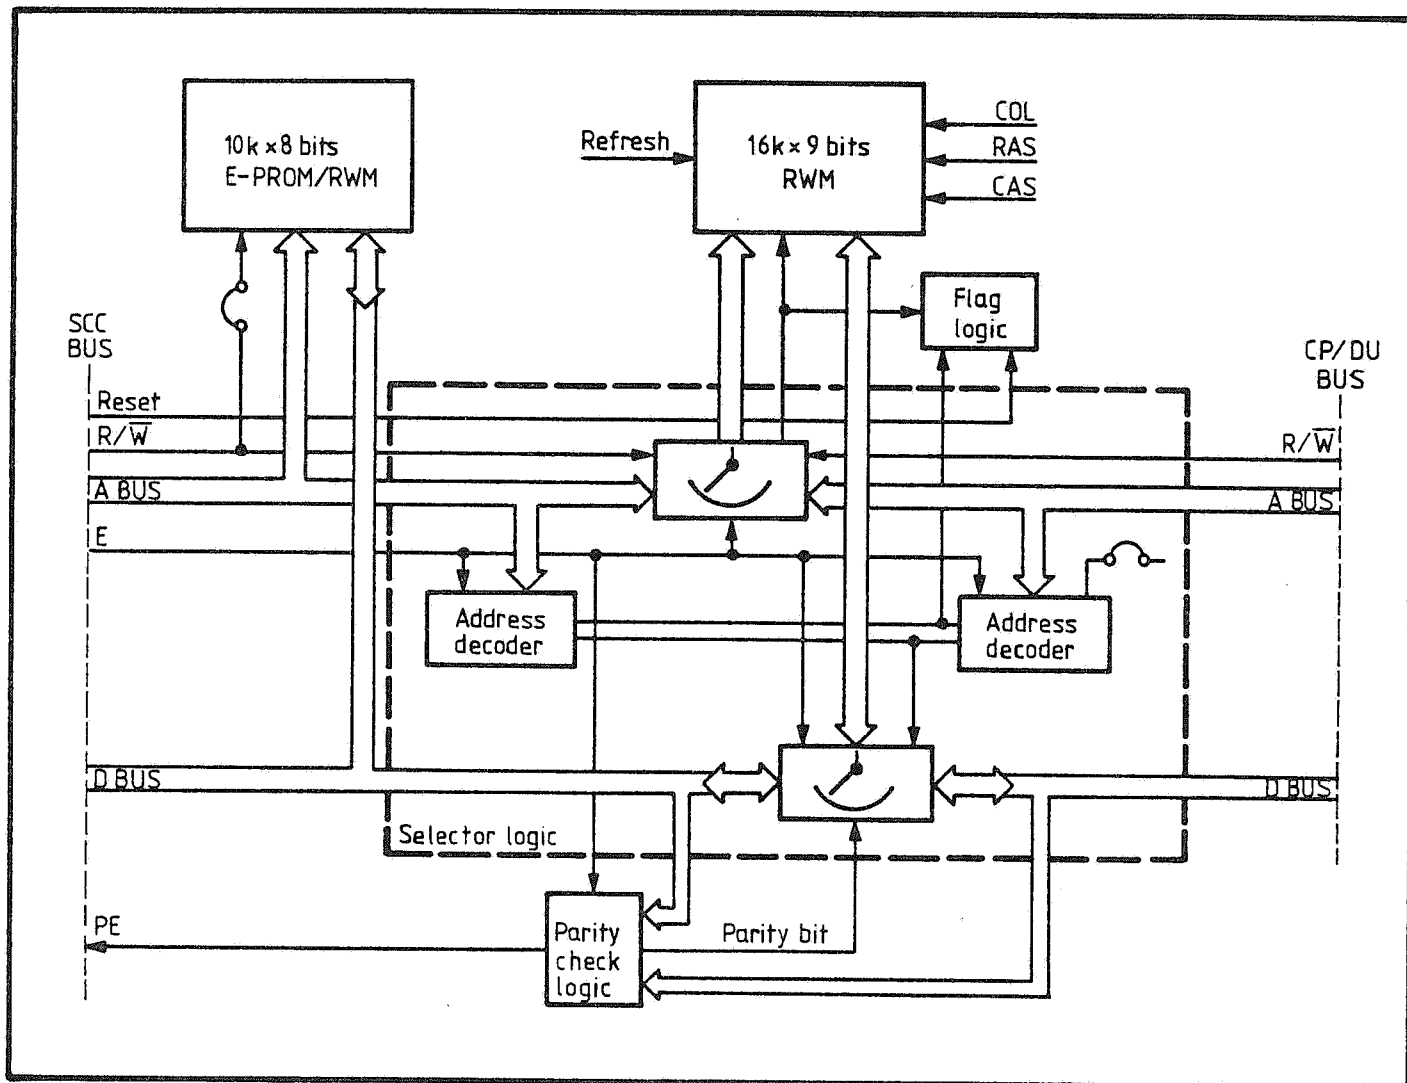 10k × 8 bits
E-PROM/RWM
Refresh
16k × 9 bits
RWM
COL
RAS
CAS
Flag
logic
SCC
BUS
CP/DU
BUS
Reset
R/W̅
R/W̅
A BUS
A BUS
E
Address
decoder
Address
decoder
D BUS
D BUS
Selector logic
PE
Parity
check
logic
Parity bit